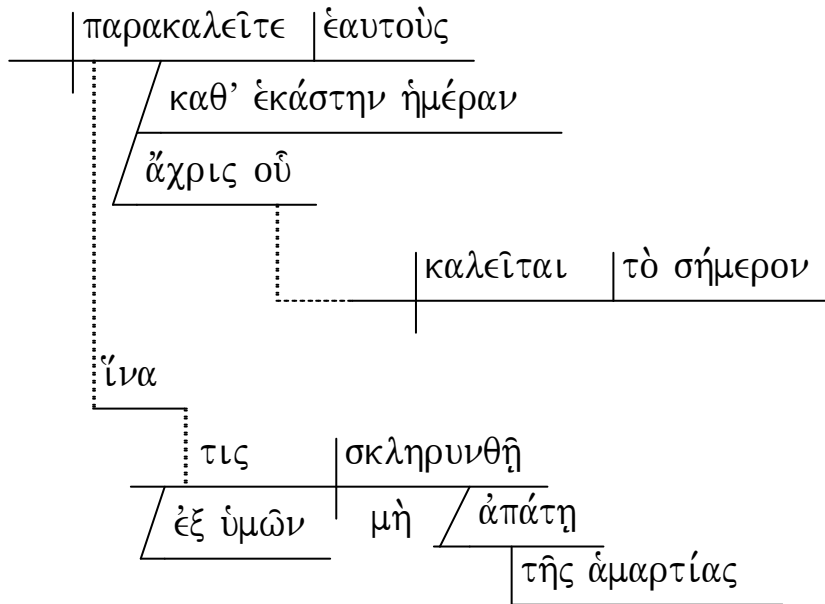 παρακαλεῖτε ἑαυτοὺς
καθ’ ἑκάστην ἡμέραν
ἄχρις οὗ
καλεῖται τὸ σήμερον
ἵνα
τις σκληρυνθῇ
ἐξ ὑμῶν μὴ ἀπάτῃ
τῆς ἁμαρτίας